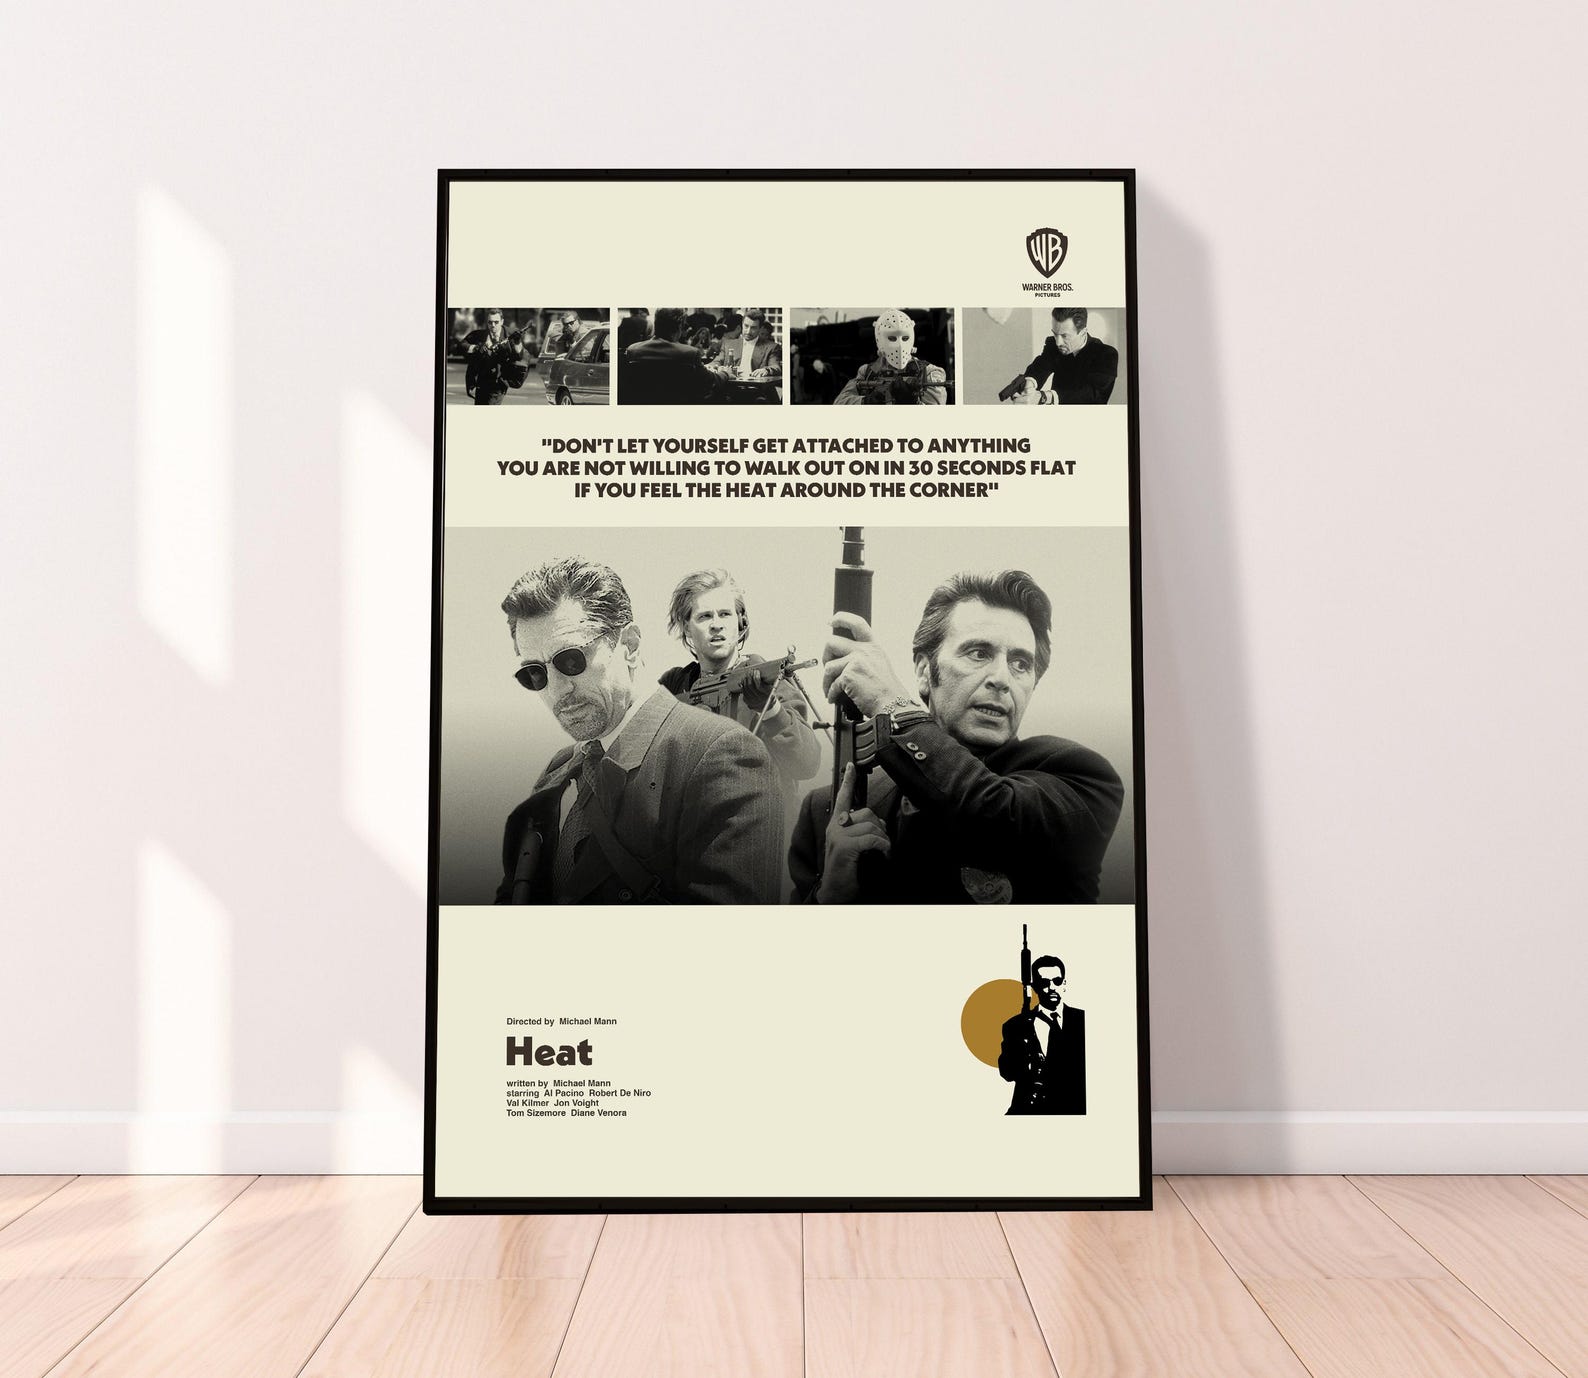 WB
WARNER BROS.
PICTURES
"DON'T LET YOURSELF GET ATTACHED TO ANYTHING
YOU ARE NOT WILLING TO WALK OUT ON IN 30 SECONDS FLAT
IF YOU FEEL THE HEAT AROUND THE CORNER"
Directed by Michael Mann
Heat
written by Michael Mann
starring Al Pacino Robert De Niro
Val Kilmer Jon Voight
Tom Sizemore Diane Venora